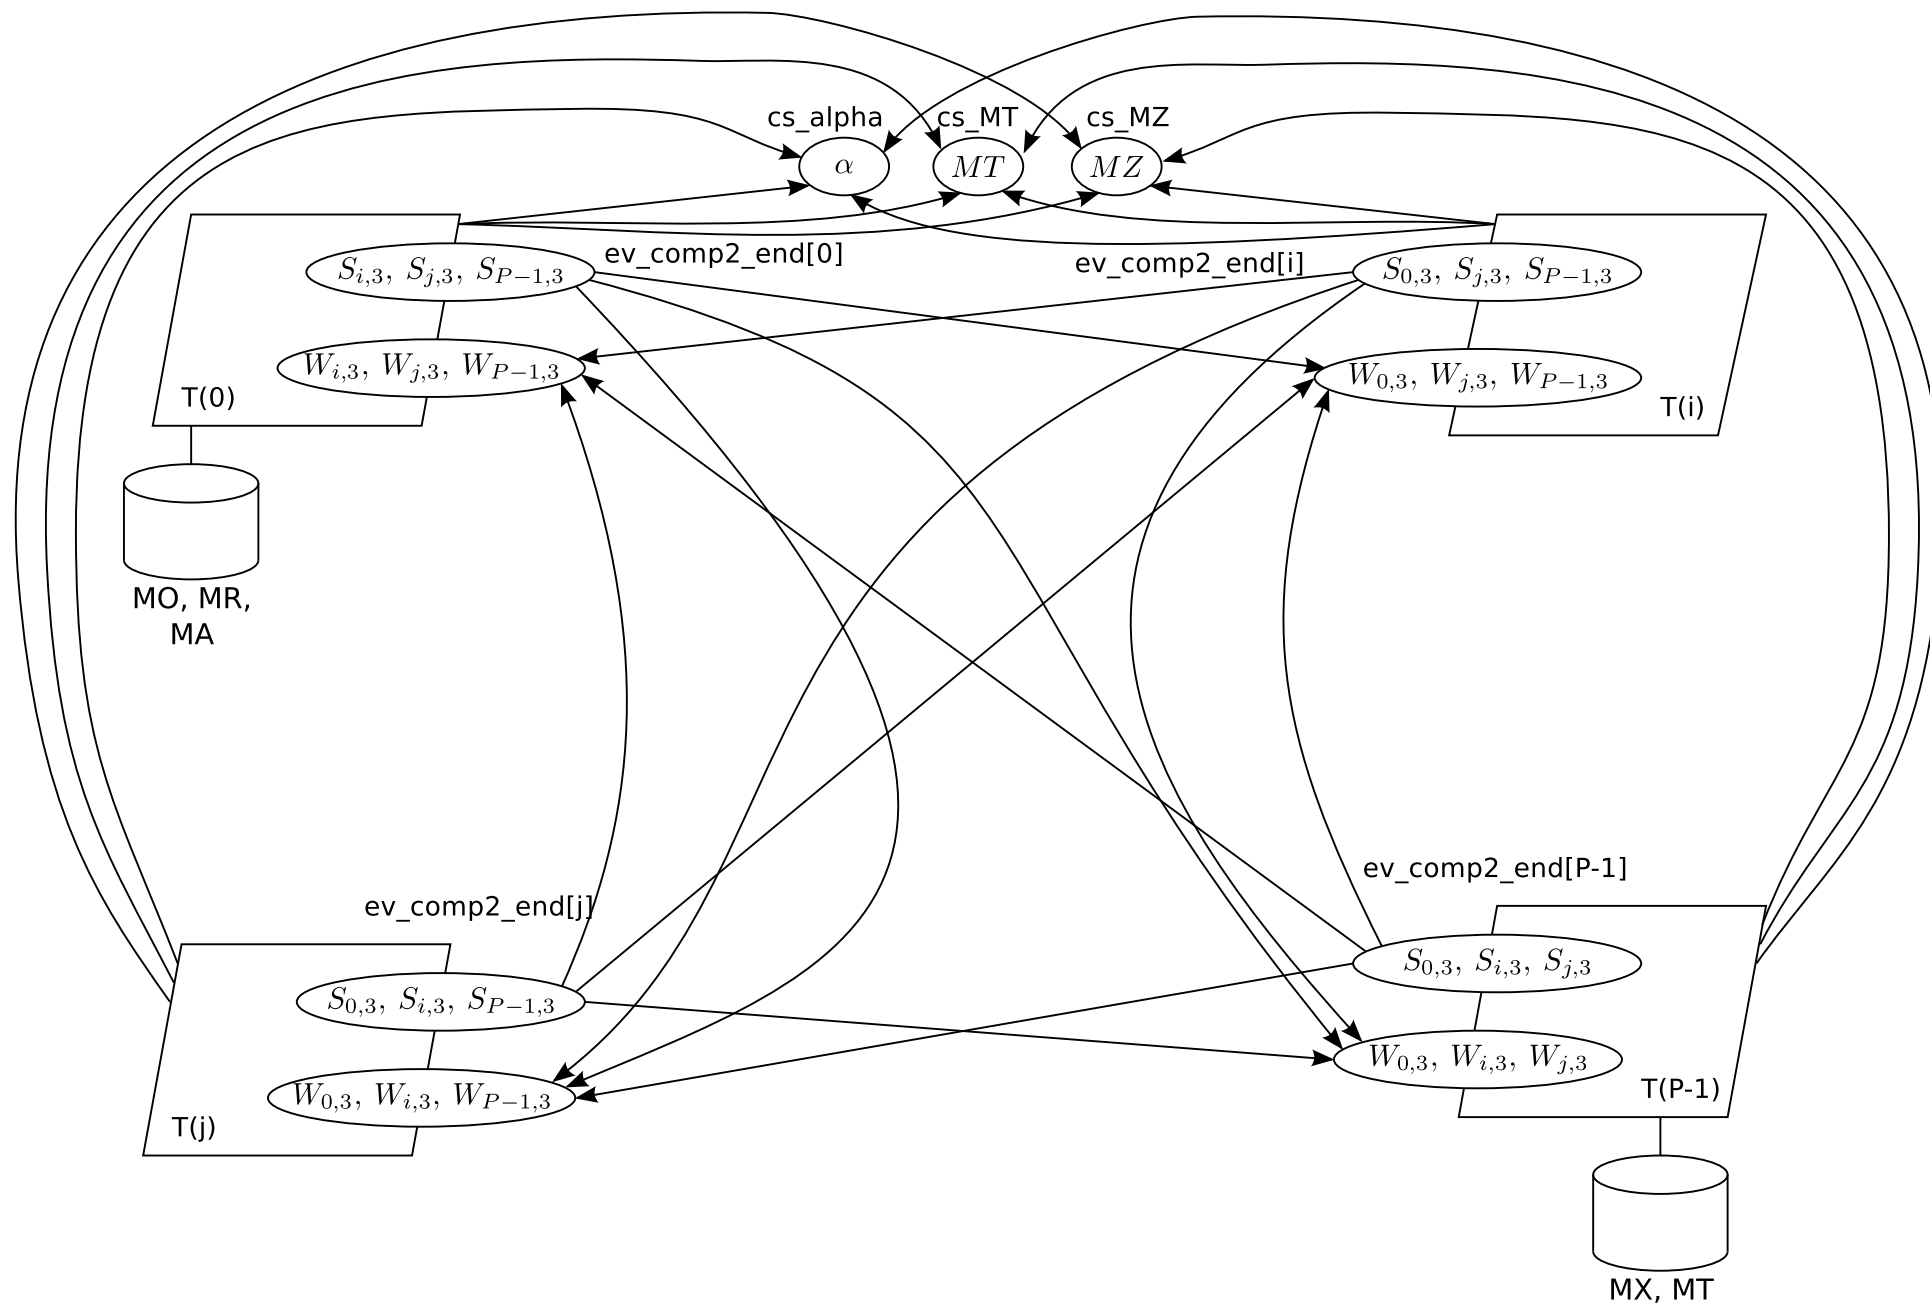 cs_alpha cs_MT cs_MZ
α MT MZ
ev_comp2_end[0] ev_comp2_end[i]
S_{i,3}, S_{j,3}, S_{P−1,3}
W_{i,3}, W_{j,3}, W_{P−1,3}
T(0)
MO, MR,
MA
S_{0,3}, S_{j,3}, S_{P−1,3}
W_{0,3}, W_{j,3}, W_{P−1,3}
T(i)
ev_comp2_end[j]
S_{0,3}, S_{i,3}, S_{P−1,3}
W_{0,3}, W_{i,3}, W_{P−1,3}
T(j)
ev_comp2_end[P-1]
S_{0,3}, S_{i,3}, S_{j,3}
W_{0,3}, W_{i,3}, W_{j,3}
T(P-1)
MX, MT